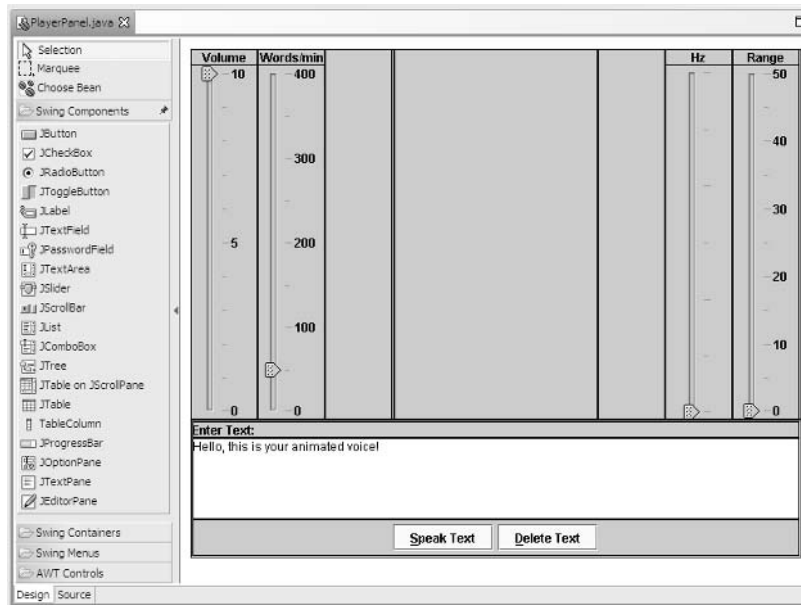 PlayerPanel.java
Selection
Marquee
Choose Bean
Swing Components
JButton
JCheckBox
JRadioButton
JToggleButton
JLabel
JTextField
JPasswordField
JTextArea
JSlider
JScrollBar
JList
JComboBox
JTree
JTable on JScrollPane
JTable
TableColumn
JProgressBar
JOptionPane
JTextPane
JEditorPane
Swing Containers
Swing Menus
AWT Controls
Design Source
Volume
10
5
0
Words/min
400
300
200
100
0
Hz
Range
50
40
30
20
10
0
Enter Text:
Hello, this is your animated voice!
Speak Text
Delete Text